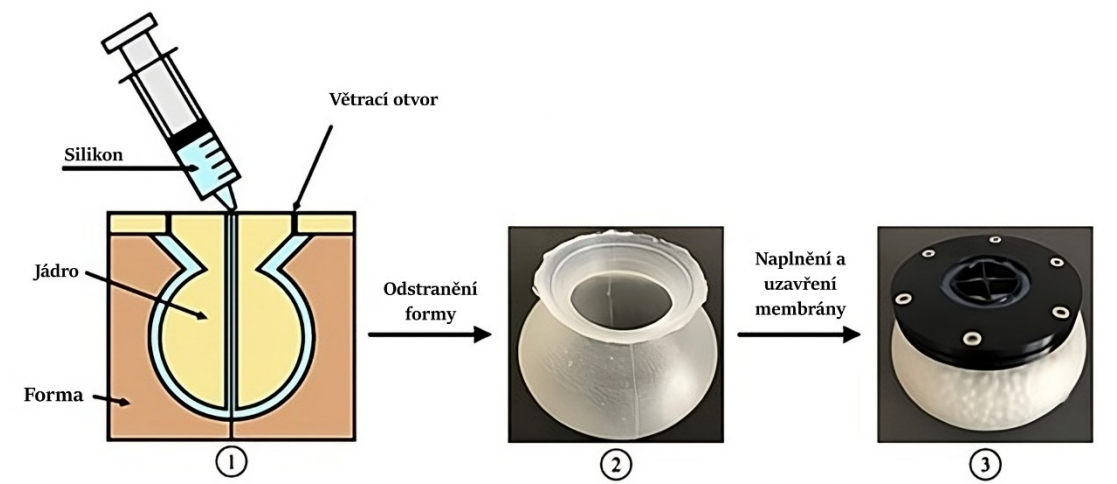 Větrací otvor
Silikon
Jádro
Forma
Odstranění
formy
Naplnění a
uzavření
membrány
1
2
3